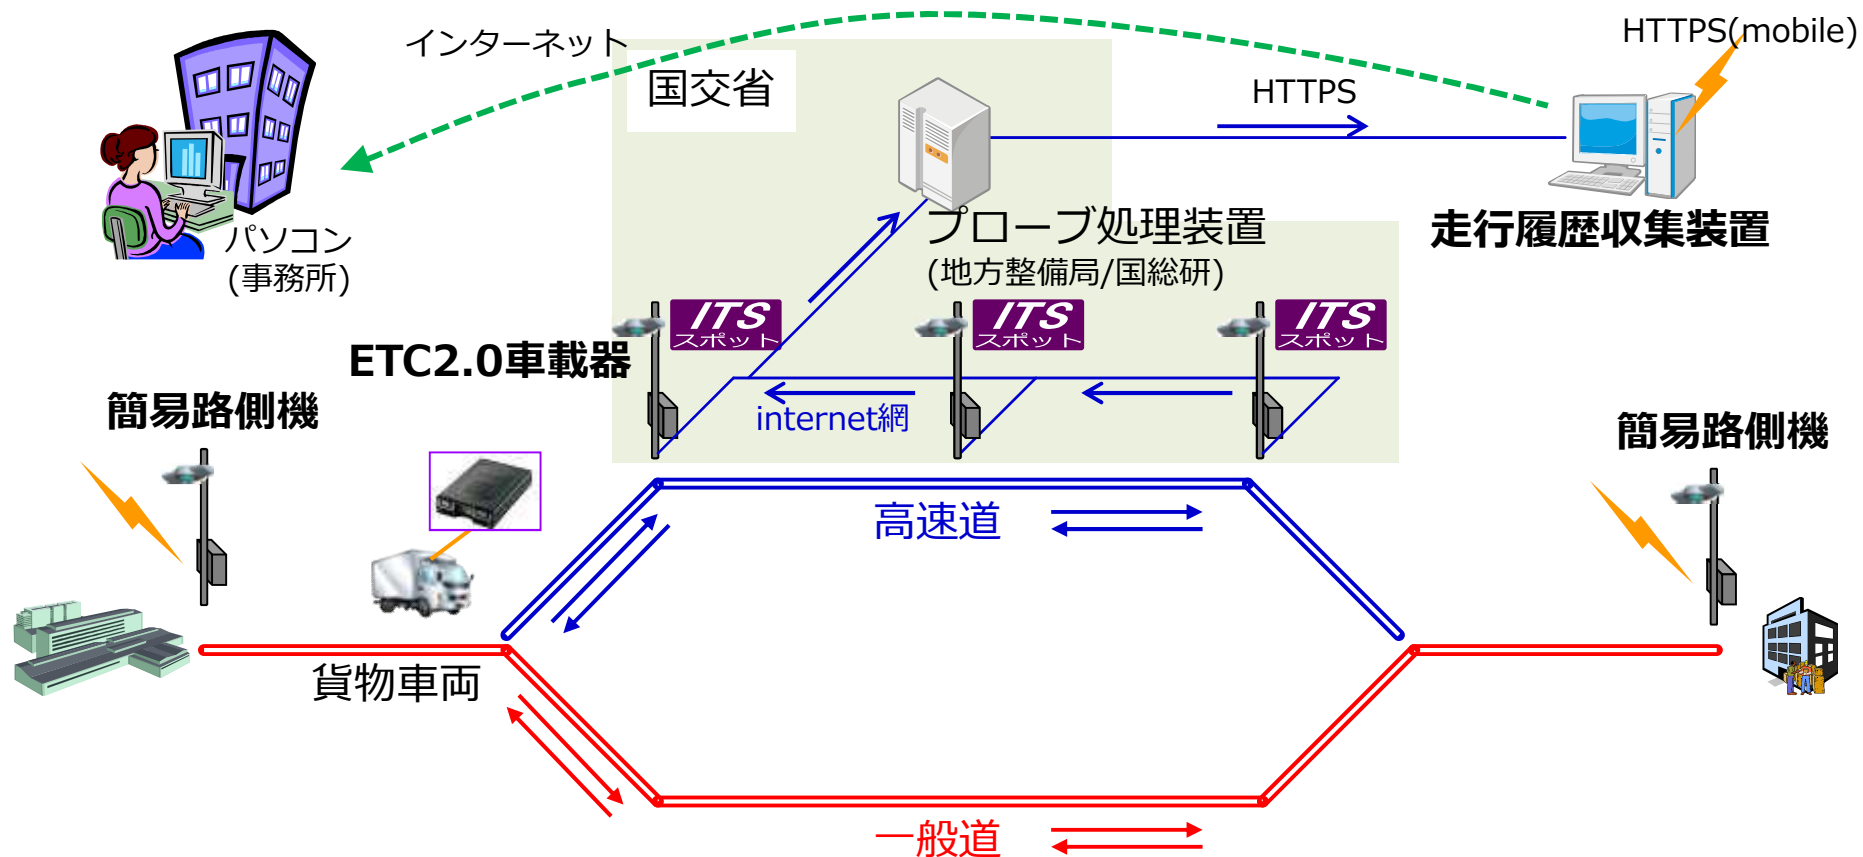 インターネット
HTTPS(mobile)
国交省
HTTPS
プローブ処理装置
(地方整備局/国総研)
走行履歴収集装置
パソコン
(事務所)
ITS
スポット
ITS
スポット
ITS
スポット
ETC2.0車載器
internet網
簡易路側機
簡易路側機
高速道
貨物車両
一般道